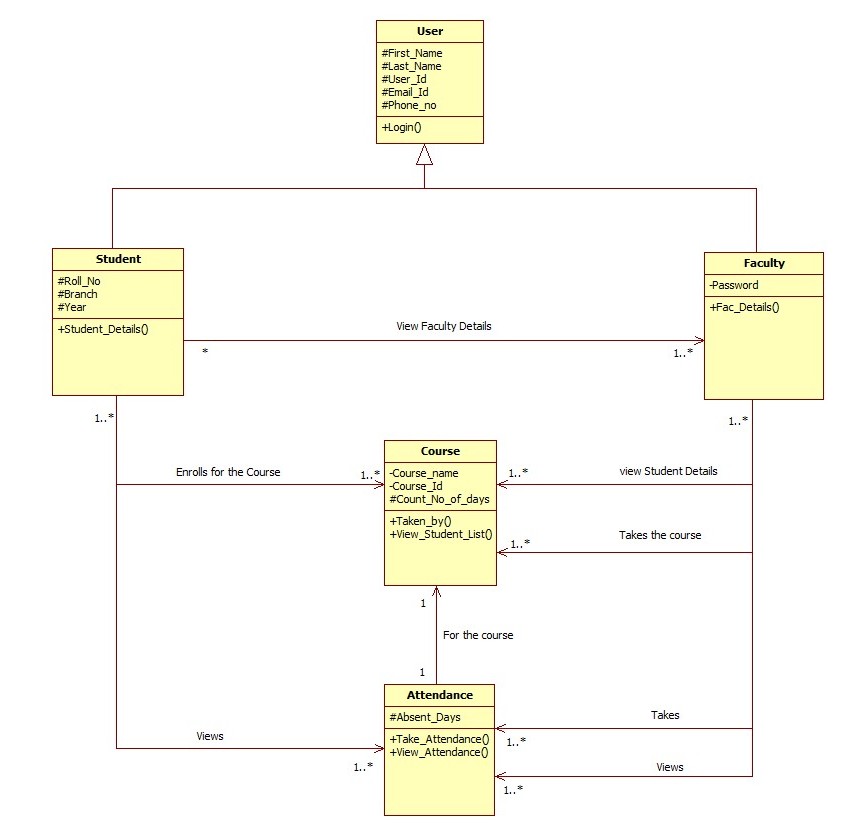 User
#First_Name
#Last_Name
#User_Id
#Email_Id
#Phone_no
+Login()
Student
#Roll_No
#Branch
#Year
+Student_Details()
Faculty
-Password
+Fac_Details()
View Faculty Details
*
1..*
1..*
1..*
Course
-Course_name
-Course_Id
#Count_No_of_days
+Taken_by()
+View_Student_List()
Enrolls for the Course
1..*
1..*
view Student Details
1..*
Takes the course
1
For the course
1
Attendance
#Absent_Days
+Take_Attendance()
+View_Attendance()
Views
1..*
Takes
1..*
Views
1..*